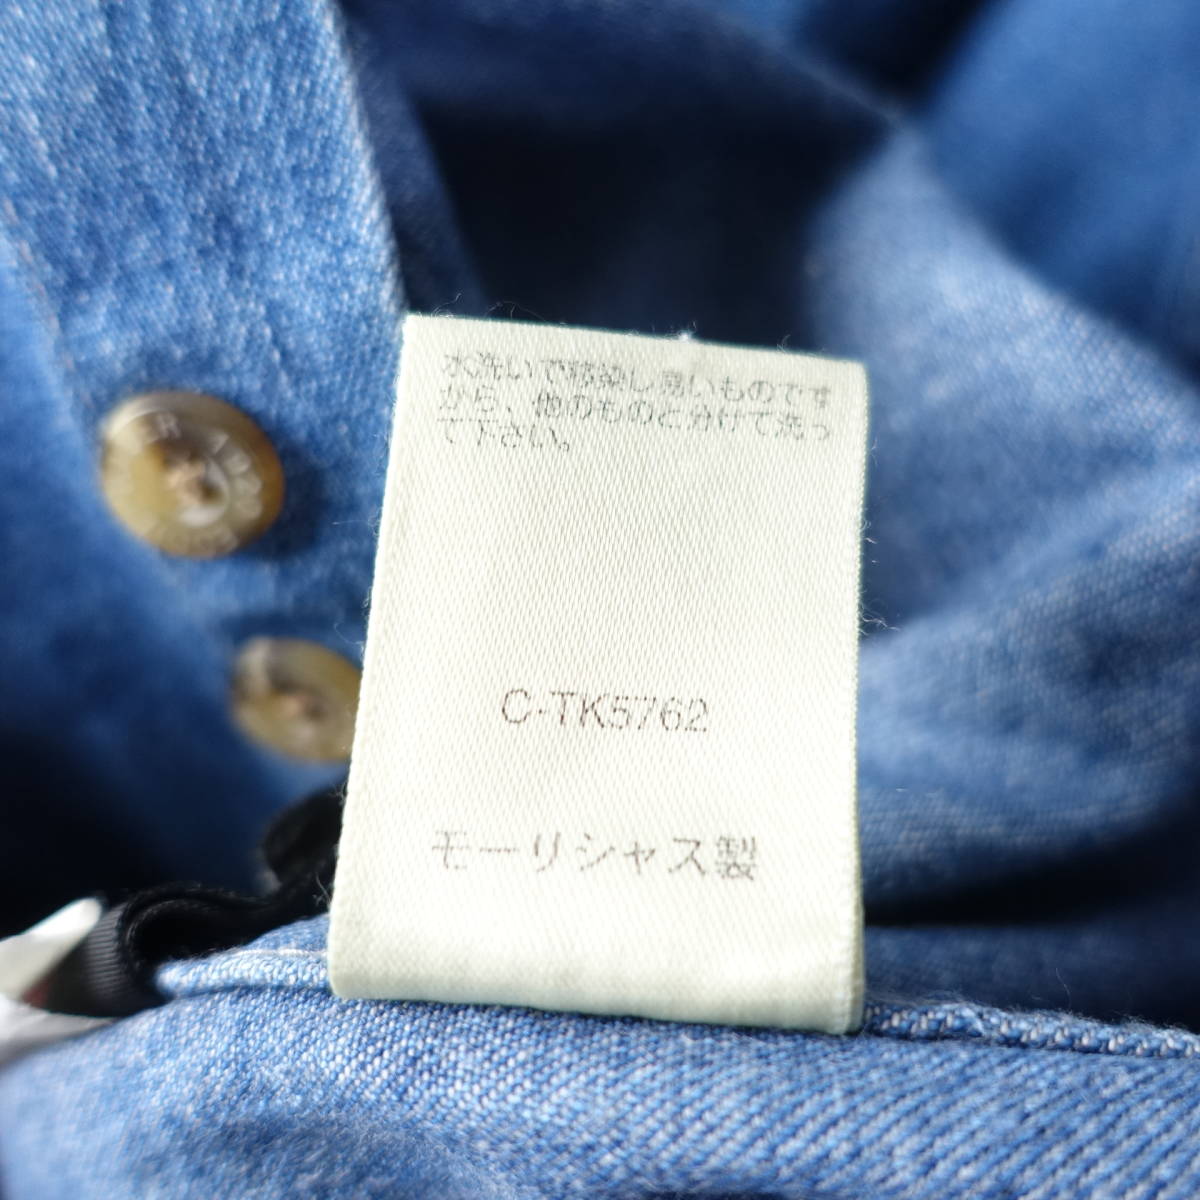 水洗いで移染し易いものです
から、他のものと分けて洗っ
て下さい。
C-TK5762
モーリシャス製